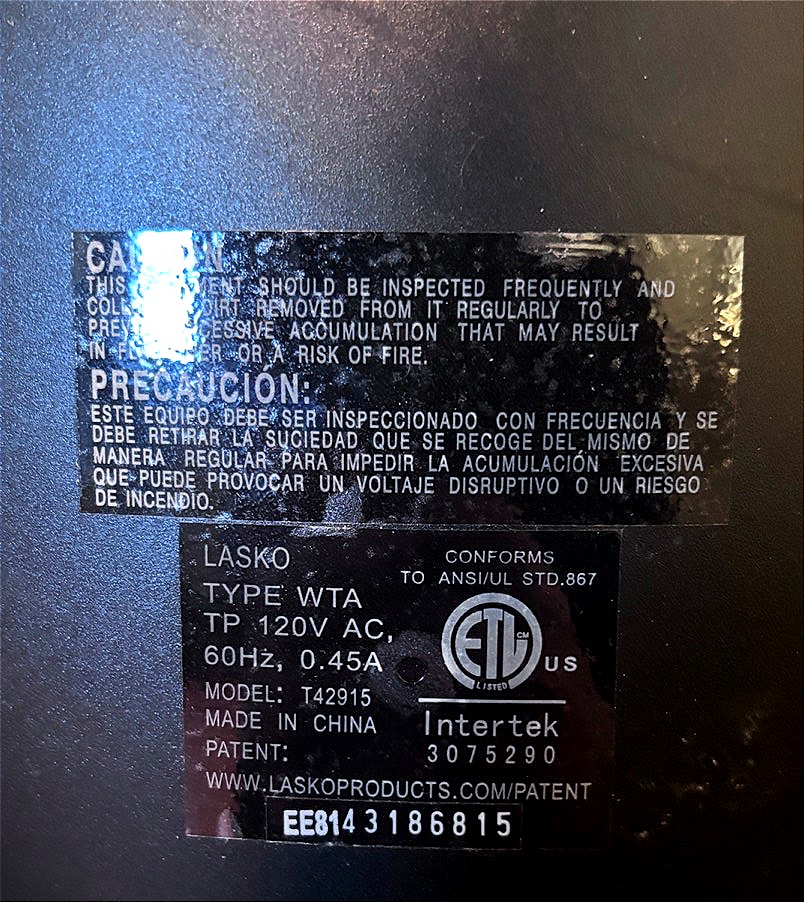 THIS SHOULD BE INSPECTED FREQUENTLY AND
DIRT REMOVED FROM IT REGULARLY TO
ACCUMULATION THAT MAY RESULT
IN OR A RISK OF FIRE.
PRECAUCIÓN:
ESTE EQUIPO DEBE SER INSPECCIONADO CON FRECUENCIA Y SE
DEBE RETIRAR LA SUCIEDAD QUE SE RECOGE DEL MISMO DE
MANERA REGULAR PARA IMPEDIR LA ACUMULACIÓN EXCESIVA
QUE PUEDE PROVOCAR UN VOLTAJE DISRUPTIVO O UN RIESGO
DE INCENDIO.
LASKO
TYPE WTA
TP 120V AC,
60Hz, 0.45A
MODEL: T42915
MADE IN CHINA
PATENT:
WWW.LASKOPRODUCTS.COM/PATENT
CONFORMS
TO ANSI/UL STD.867
ETL CM
LISTED
US
Intertek
3075290
EE8143186815